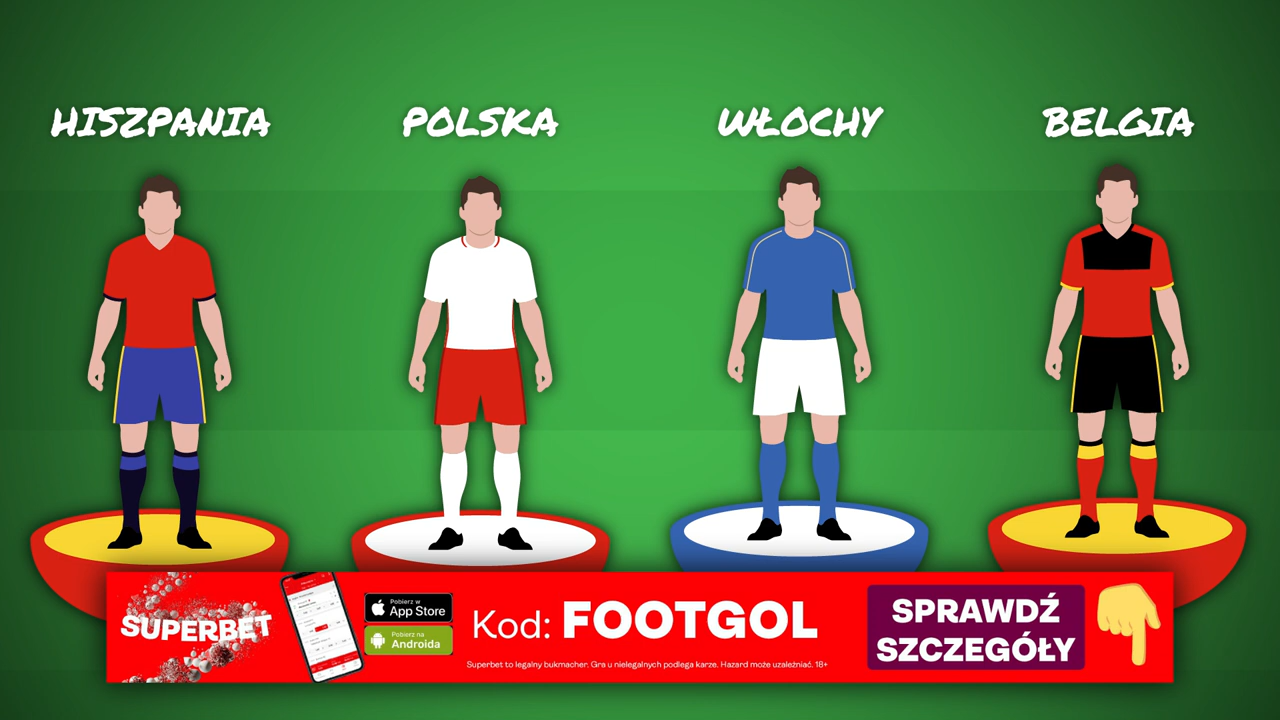 HISZPANIA
POLSKA
WŁOCHY
BELGIA
SUPERBET
Pobierz w
App Store
Pobierz na
Androida
Kod: FOOTGOL
Superbet to legalny bukmacher. Gra u nielegalnych podlega karze. Hazard może uzależniać. 18+
SPRAWDŹ
SZCZEGÓŁY